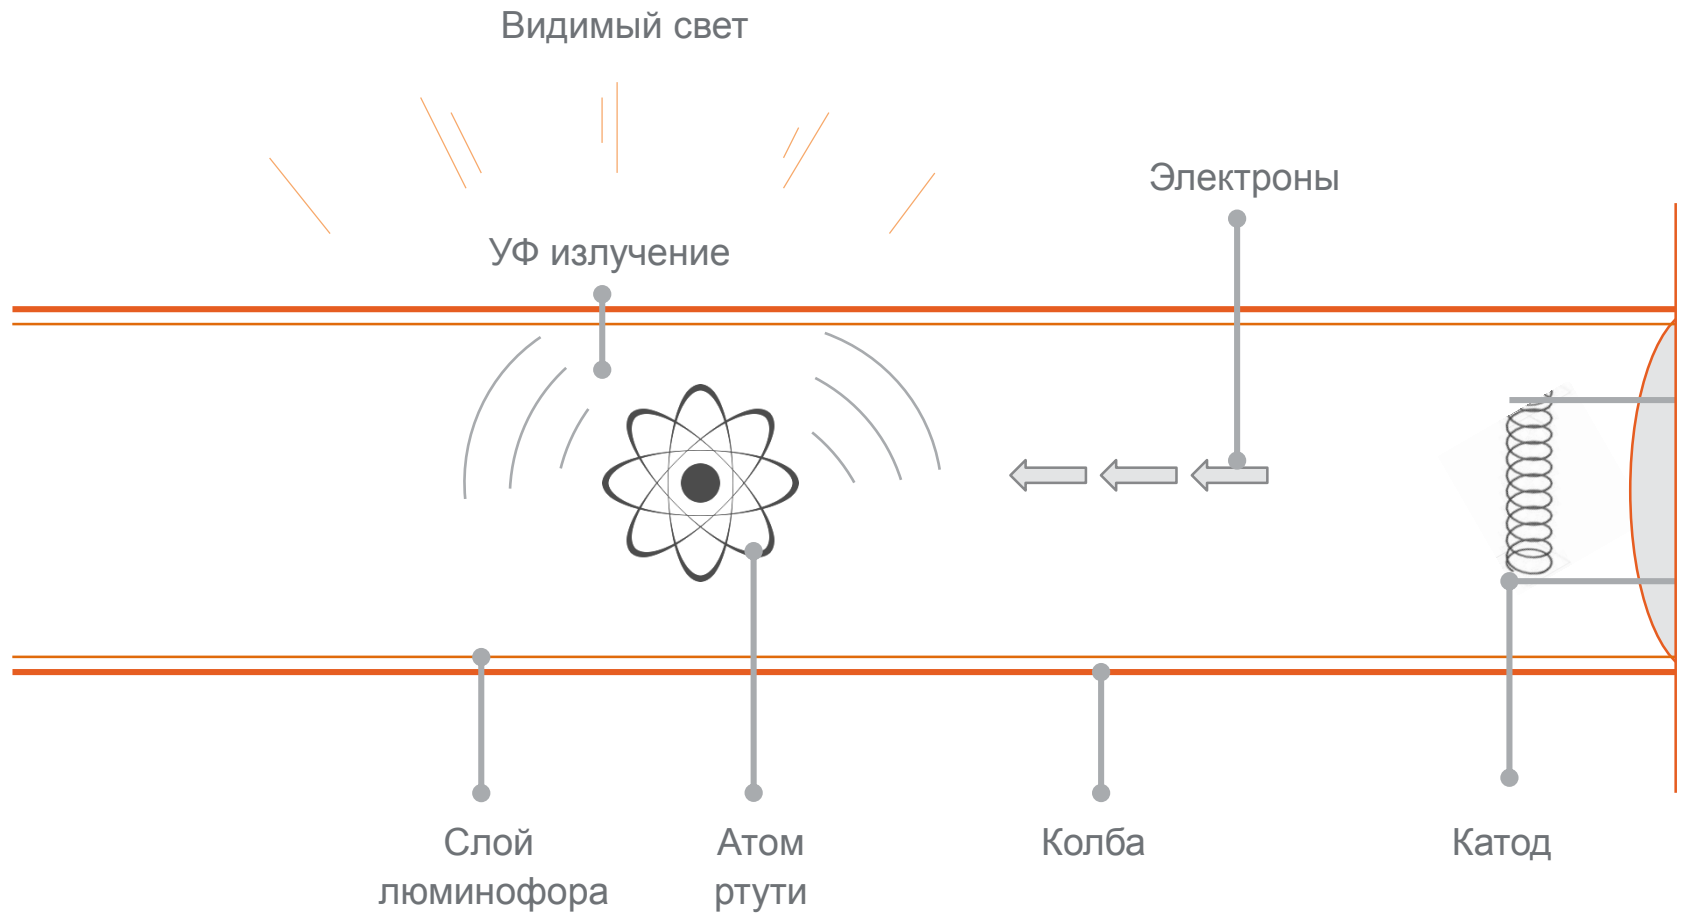 Видимый свет
Электроны
УФ излучение
Слой
люминофора
Атом
ртути
Колба
Катод